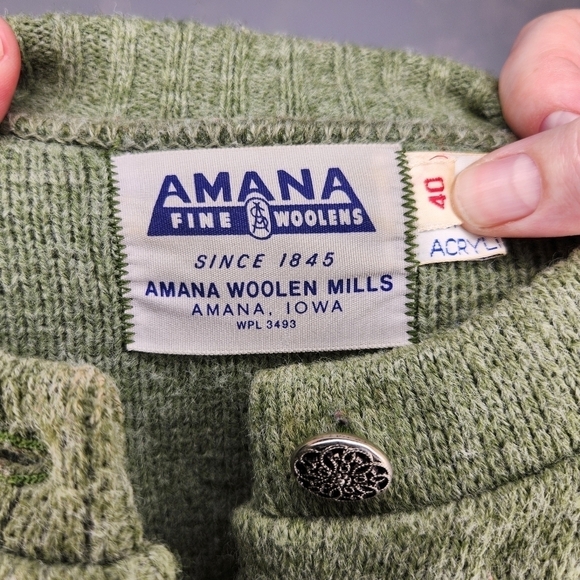 AMANA
FINE WOOLENS
SINCE 1845
AMANA WOOLEN MILLS
AMANA, IOWA
WPL 3493
40